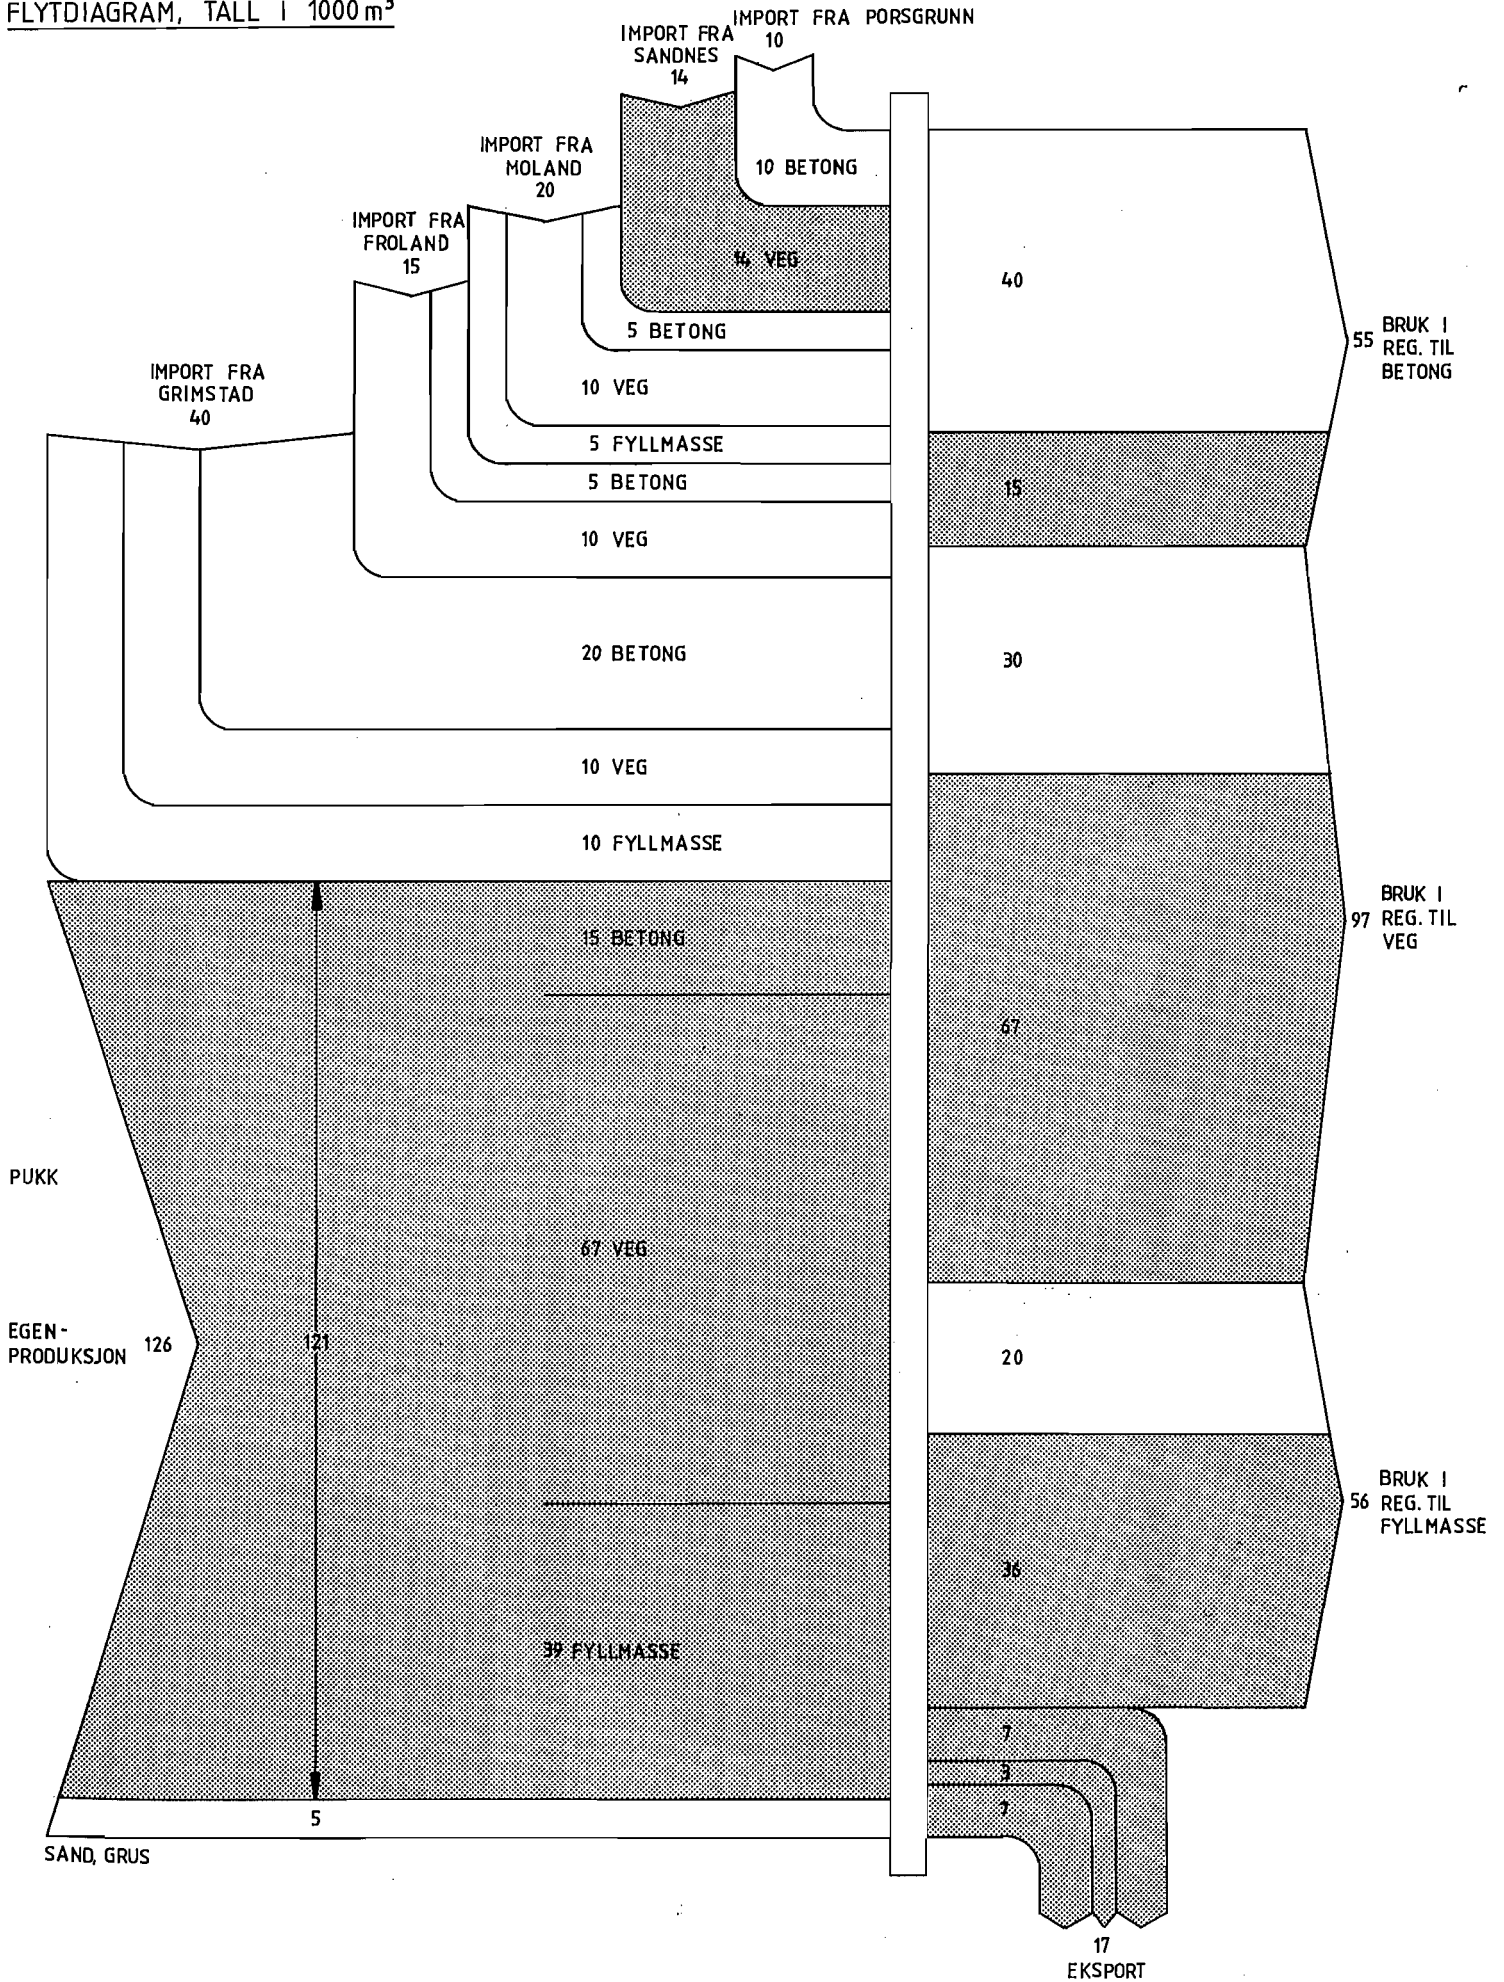 FLYTDIAGRAM, TALL I 1000 m³
IMPORT FRA PORSGRUNN
10
IMPORT FRA
SANDNES
14
IMPORT FRA
MOLAND
20
IMPORT FRA
FROLAND
15
IMPORT FRA
GRIMSTAD
40
10 BETONG
14 VEG
5 BETONG
10 VEG
5 FYLLMASSE
5 BETONG
10 VEG
20 BETONG
10 VEG
10 FYLLMASSE
15 BETONG
67 VEG
39 FYLLMASSE
PUKK
EGEN-
PRODUKSJON 126
121
5
SAND, GRUS
40
15
55
BRUK I
REG. TIL
BETONG
30
67
97
BRUK I
REG. TIL
VEG
20
36
56
BRUK I
REG. TIL
FYLLMASSE
7
3
7
17
EKSPORT